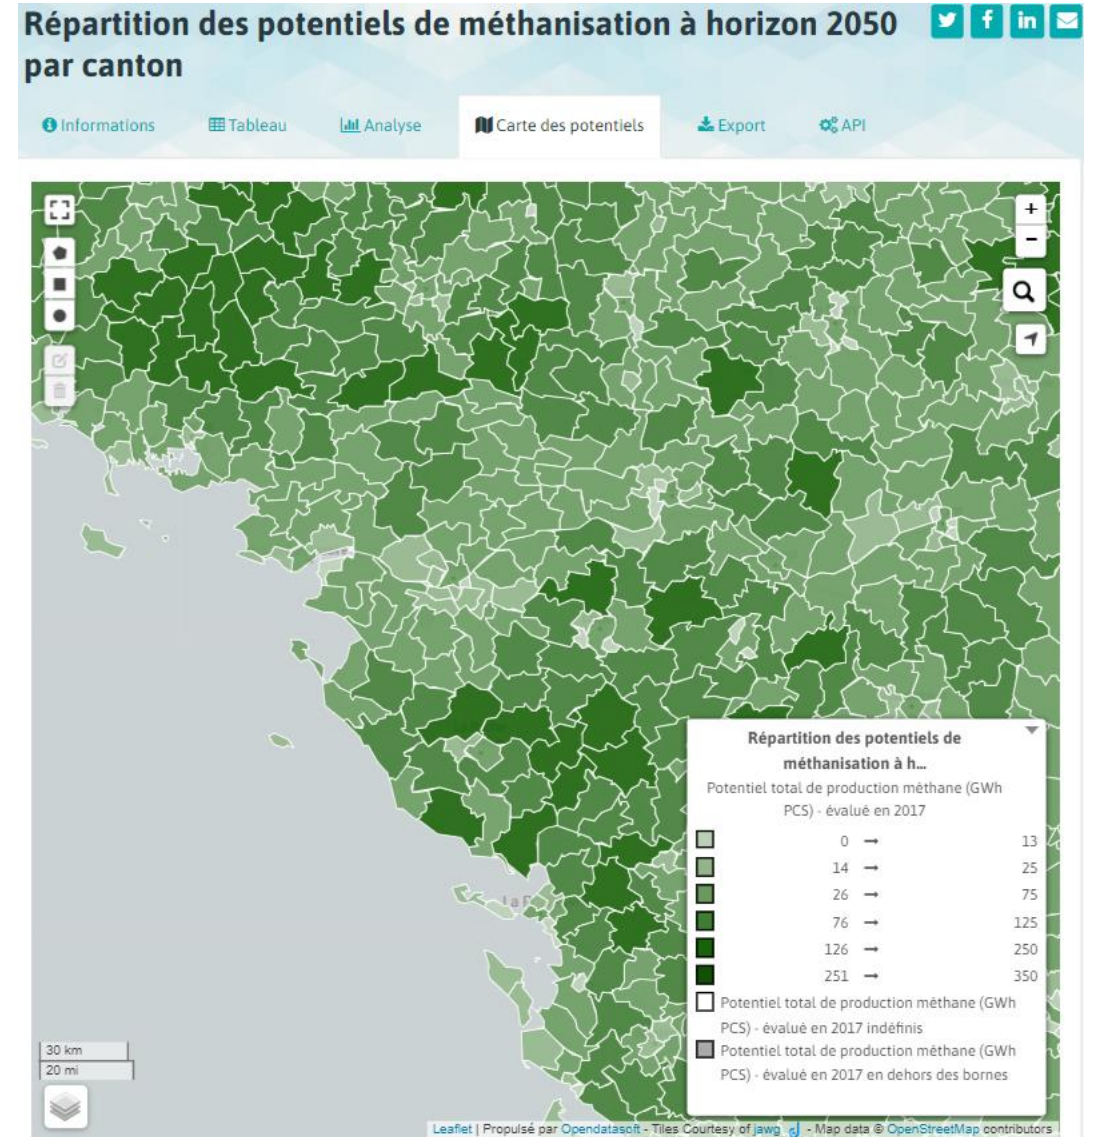 Répartition des potentiels de méthanisation à horizon 2050
par canton
Informations Tableau Analyse Carte des potentiels Export API
+
−
La R
Répartition des potentiels de
méthanisation à h...
Potentiel total de production méthane (GWh
PCS) - évalué en 2017
0 → 13
14 → 25
26 → 75
76 → 125
126 → 250
251 → 350
Potentiel total de production méthane (GWh
PCS) - évalué en 2017 indéfinis
Potentiel total de production méthane (GWh
PCS) - évalué en 2017 en dehors des bornes
30 km
20 mi
Leaflet | Propulsé par Opendatasoft - Tiles Courtesy of jawg - Map data © OpenStreetMap contributors